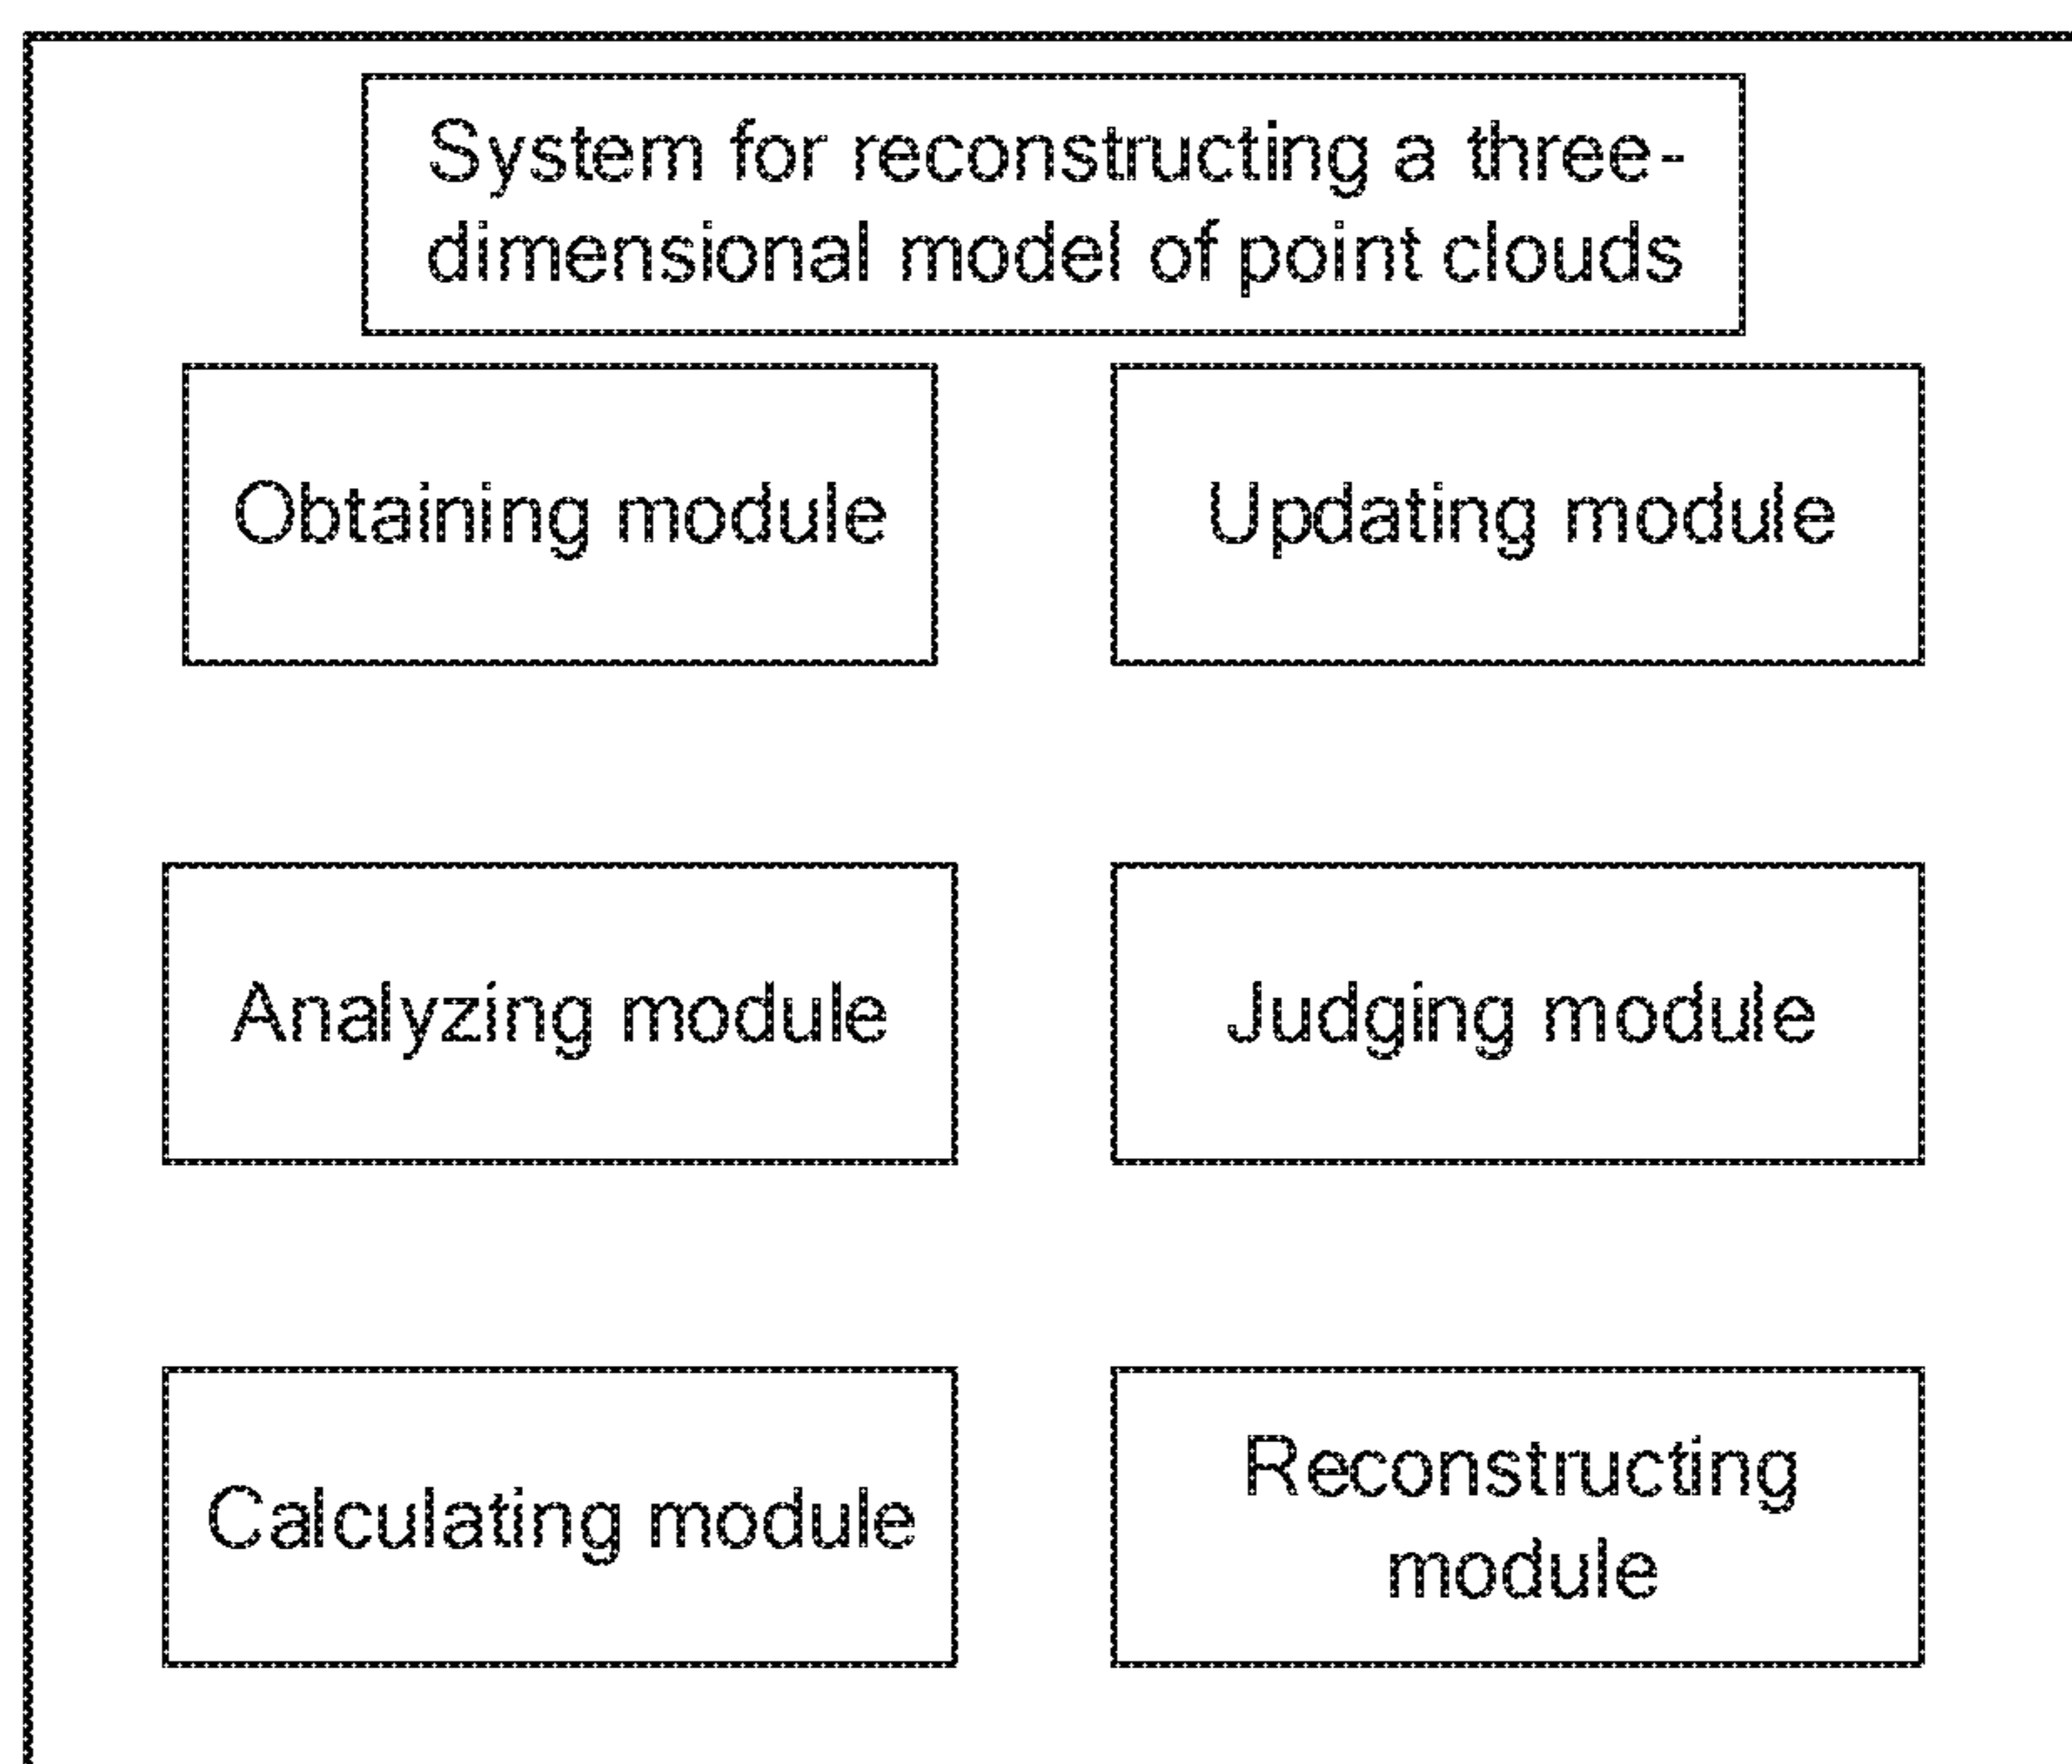 System for reconstructing a three-
dimensional model of point clouds
Obtaining module
Updating module
Analyzing module
Judging module
Calculating module
Reconstructing
module